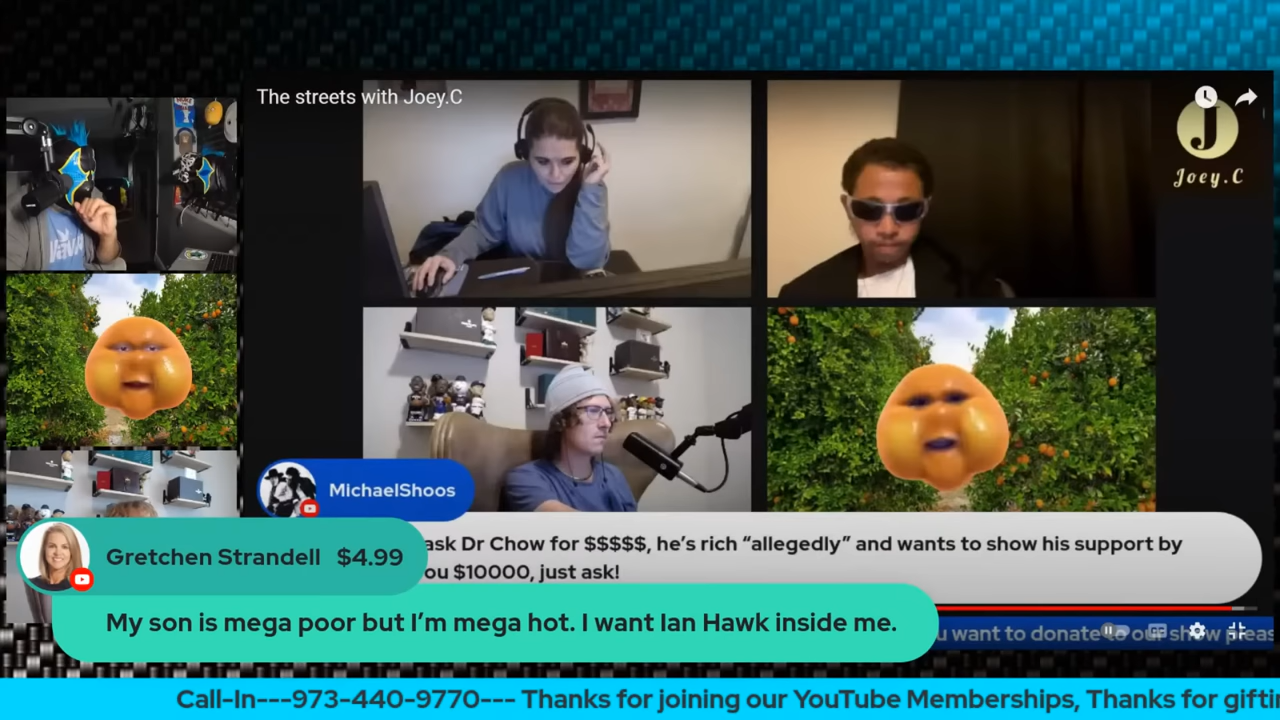 The streets with Joey.C
J
Joey.C
MichaelShoos
ask Dr Chow for $$$$$, he's rich “allegedly” and wants to show his support by
ou $10000, just ask!
Gretchen Strandell $4.99
My son is mega poor but I'm mega hot. I want Ian Hawk inside me.
u want to donate to our show pleas
Call-In---973-440-9770--- Thanks for joining our YouTube Memberships, Thanks for gifti